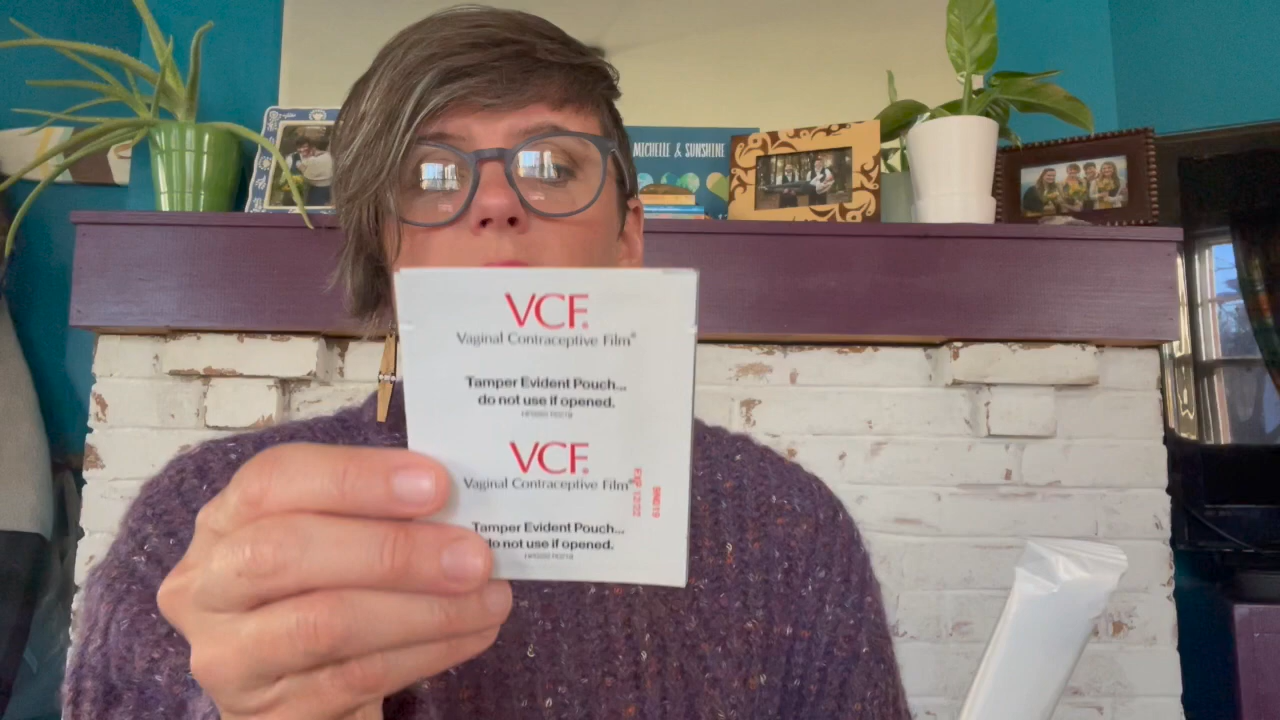 MICHELLE & SUNSHINE
VCF®
Vaginal Contraceptive Film®
Tamper Evident Pouch...
do not use if opened.
VCF®
Vaginal Contraceptive Film®
EXP 12/22
Tamper Evident Pouch...
do not use if opened.